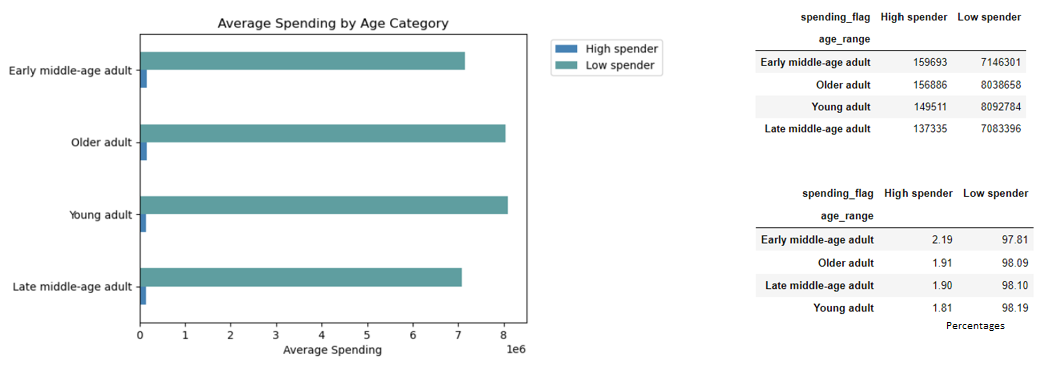 Average Spending by Age Category
Early middle-age adult
Older adult
Young adult
Late middle-age adult
0 1 2 3 4 5 6 7 8
1e6
Average Spending
High spender
Low spender
spending_flag High spender Low spender
age_range
Early middle-age adult 159693 7146301
Older adult 156886 8038658
Young adult 149511 8092784
Late middle-age adult 137335 7083396
spending_flag High spender Low spender
age_range
Early middle-age adult 2.19 97.81
Older adult 1.91 98.09
Late middle-age adult 1.90 98.10
Young adult 1.81 98.19
Percentages